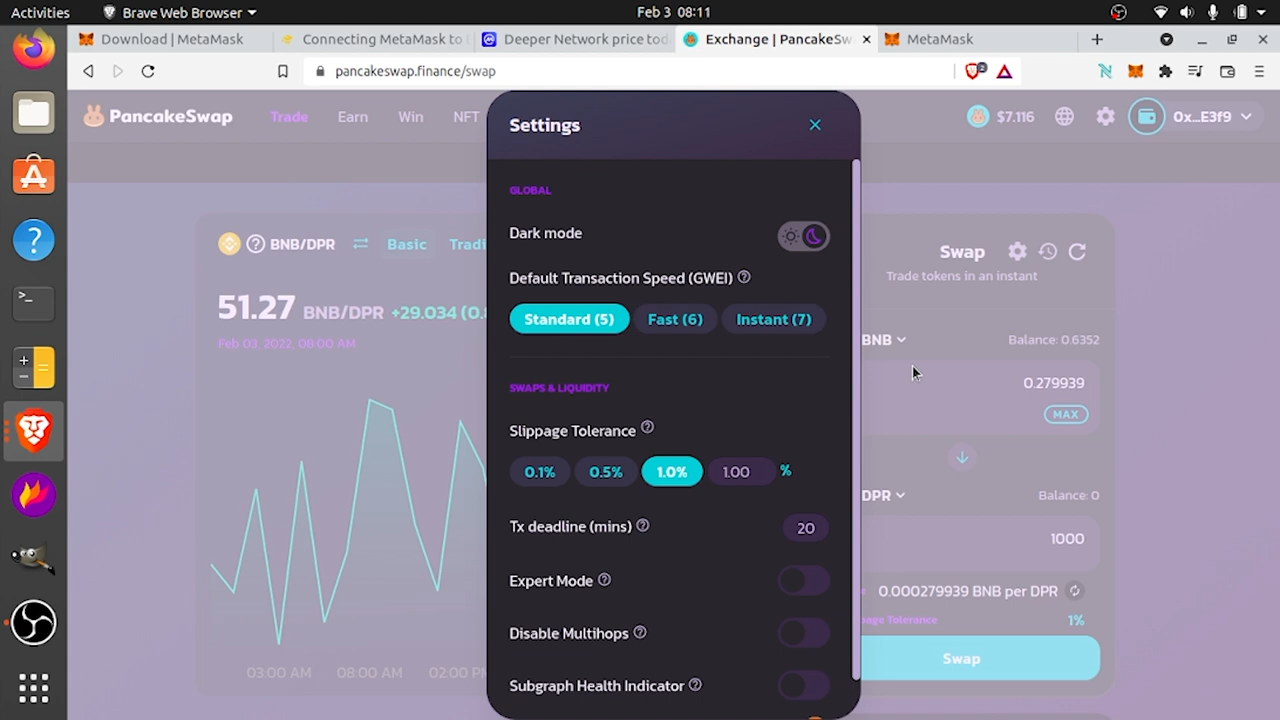 Activities
Brave Web Browser
Feb 3 08:11
Download | MetaMask
Connecting MetaMask to
Deeper Network price tod
Exchange | PancakeSw
MetaMask
pancakeswap.finance/swap
PancakeSwap
Trade
Earn
Win
NFT
$7.116
0x...E3f9
Settings
GLOBAL
Dark mode
Default Transaction Speed (GWEI)
Standard (5)
Fast (6)
Instant (7)
SWAPS & LIQUIDITY
Slippage Tolerance
0.1%
0.5%
1.0%
1.00
%
Tx deadline (mins)
20
Expert Mode
Disable Multihops
Subgraph Health Indicator
BNB/DPR
Basic
Tradi
51.27 BNB/DPR +29.034 (0.
Feb 03, 2022, 08:00 AM
03:00 AM
08:00 AM
02:00 P
Swap
Trade tokens in an instant
BNB
Balance: 0.6352
0.279939
MAX
DPR
Balance: 0
1000
0.000279939 BNB per DPR
Tolerance
1%
Swap